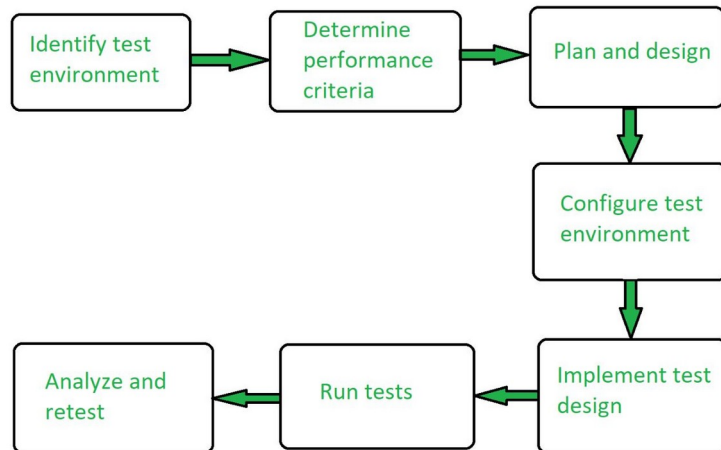 Identify test
environment
Determine
performance
criteria
Plan and design
Configure test
environment
Implement test
design
Run tests
Analyze and
retest